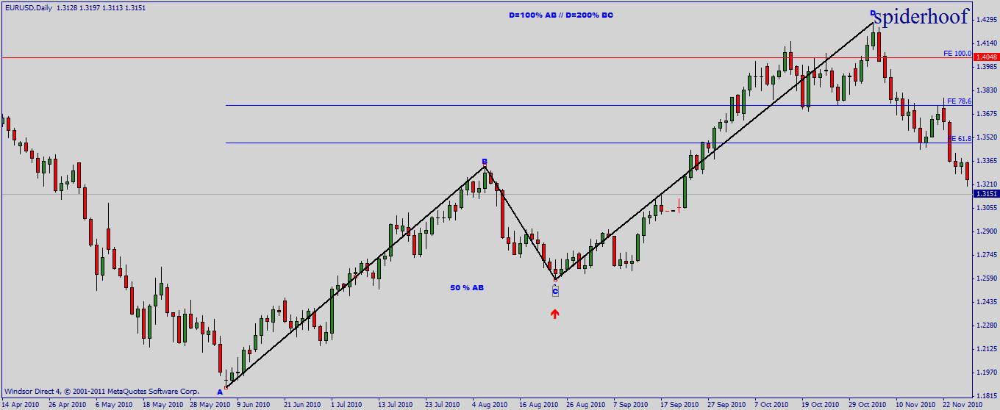 EURUSD,Daily 1.3128 1.3197 1.3113 1.3151
D=100% AB // D=200% BC
D
spiderhoof
1.4295
1.4140
FE 100.0
1.4048
1.3985
1.3830
FE 78.6
1.3675
1.3520
FE 61.8
1.3365
B
1.3210
1.3151
1.3055
1.2900
1.2745
1.2590
50 % AB
C
1.2435
1.2280
1.2125
1.1970
Windsor Direct 4, © 2001-2011 MetaQuotes Software Corp.
A
1.1815
14 Apr 2010 26 Apr 2010 6 May 2010 18 May 2010 28 May 2010 9 Jun 2010 21 Jun 2010 1 Jul 2010 13 Jul 2010 23 Jul 2010 4 Aug 2010 16 Aug 2010 26 Aug 2010 7 Sep 2010 17 Sep 2010 27 Sep 2010 7 Oct 2010 19 Oct 2010 29 Oct 2010 10 Nov 2010 22 Nov 2010